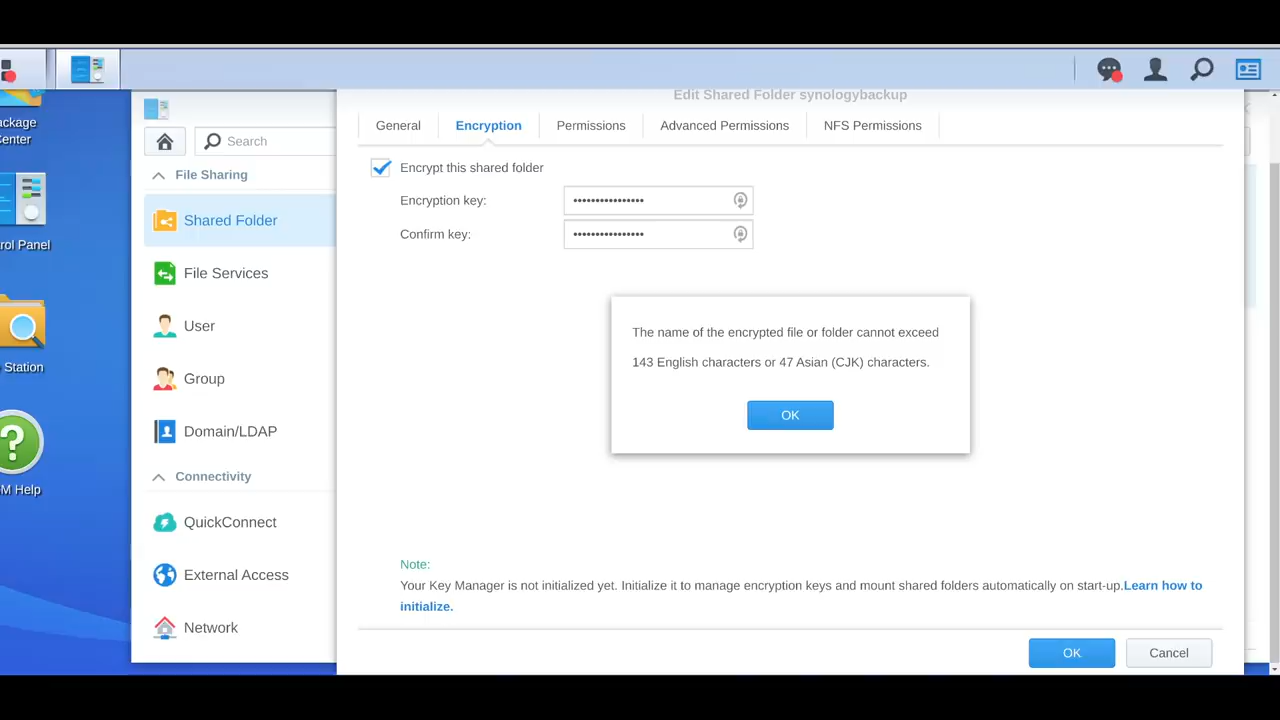 Edit Shared Folder synologybackup
General
Encryption
Permissions
Advanced Permissions
NFS Permissions
ackage
Center
rol Panel
Station
M Help
Search
File Sharing
Shared Folder
File Services
User
Group
Domain/LDAP
Connectivity
QuickConnect
External Access
Network
Encrypt this shared folder
Encryption key:
Confirm key:
The name of the encrypted file or folder cannot exceed
143 English characters or 47 Asian (CJK) characters.
OK
Note:
Your Key Manager is not initialized yet. Initialize it to manage encryption keys and mount shared folders automatically on start-up.Learn how to
initialize.
OK
Cancel